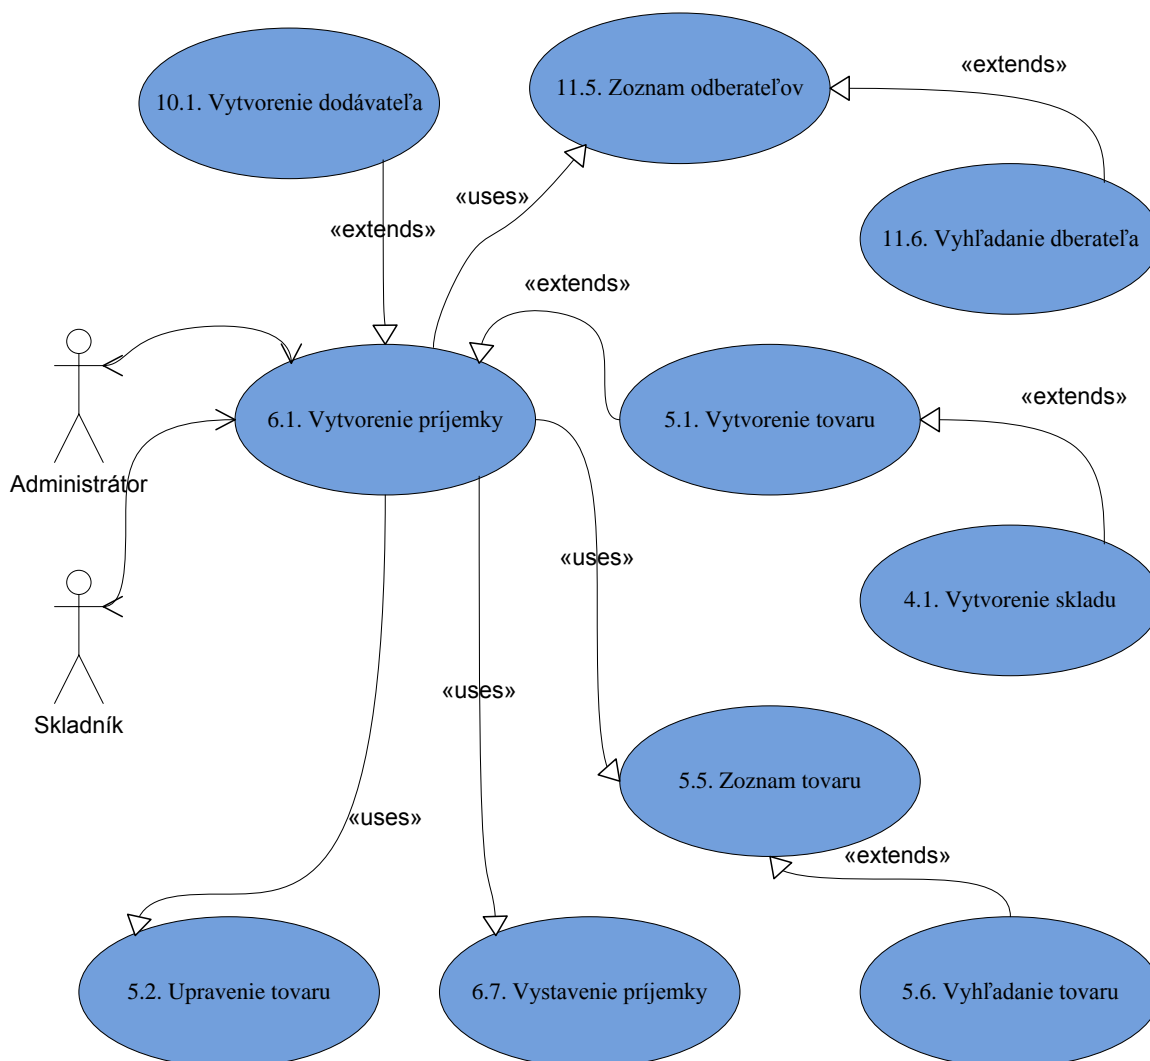 «extends»
11.5. Zoznam odberateľov
10.1. Vytvorenie dodávateľa
«uses»
«extends»
11.6. Vyhľadanie dberateľa
«extends»
Administrátor
6.1. Vytvorenie príjemky
5.1. Vytvorenie tovaru
«extends»
«uses»
4.1. Vytvorenie skladu
Skladník
«uses»
5.5. Zoznam tovaru
«uses»
«extends»
5.2. Upravenie tovaru
6.7. Vystavenie príjemky
5.6. Vyhľadanie tovaru